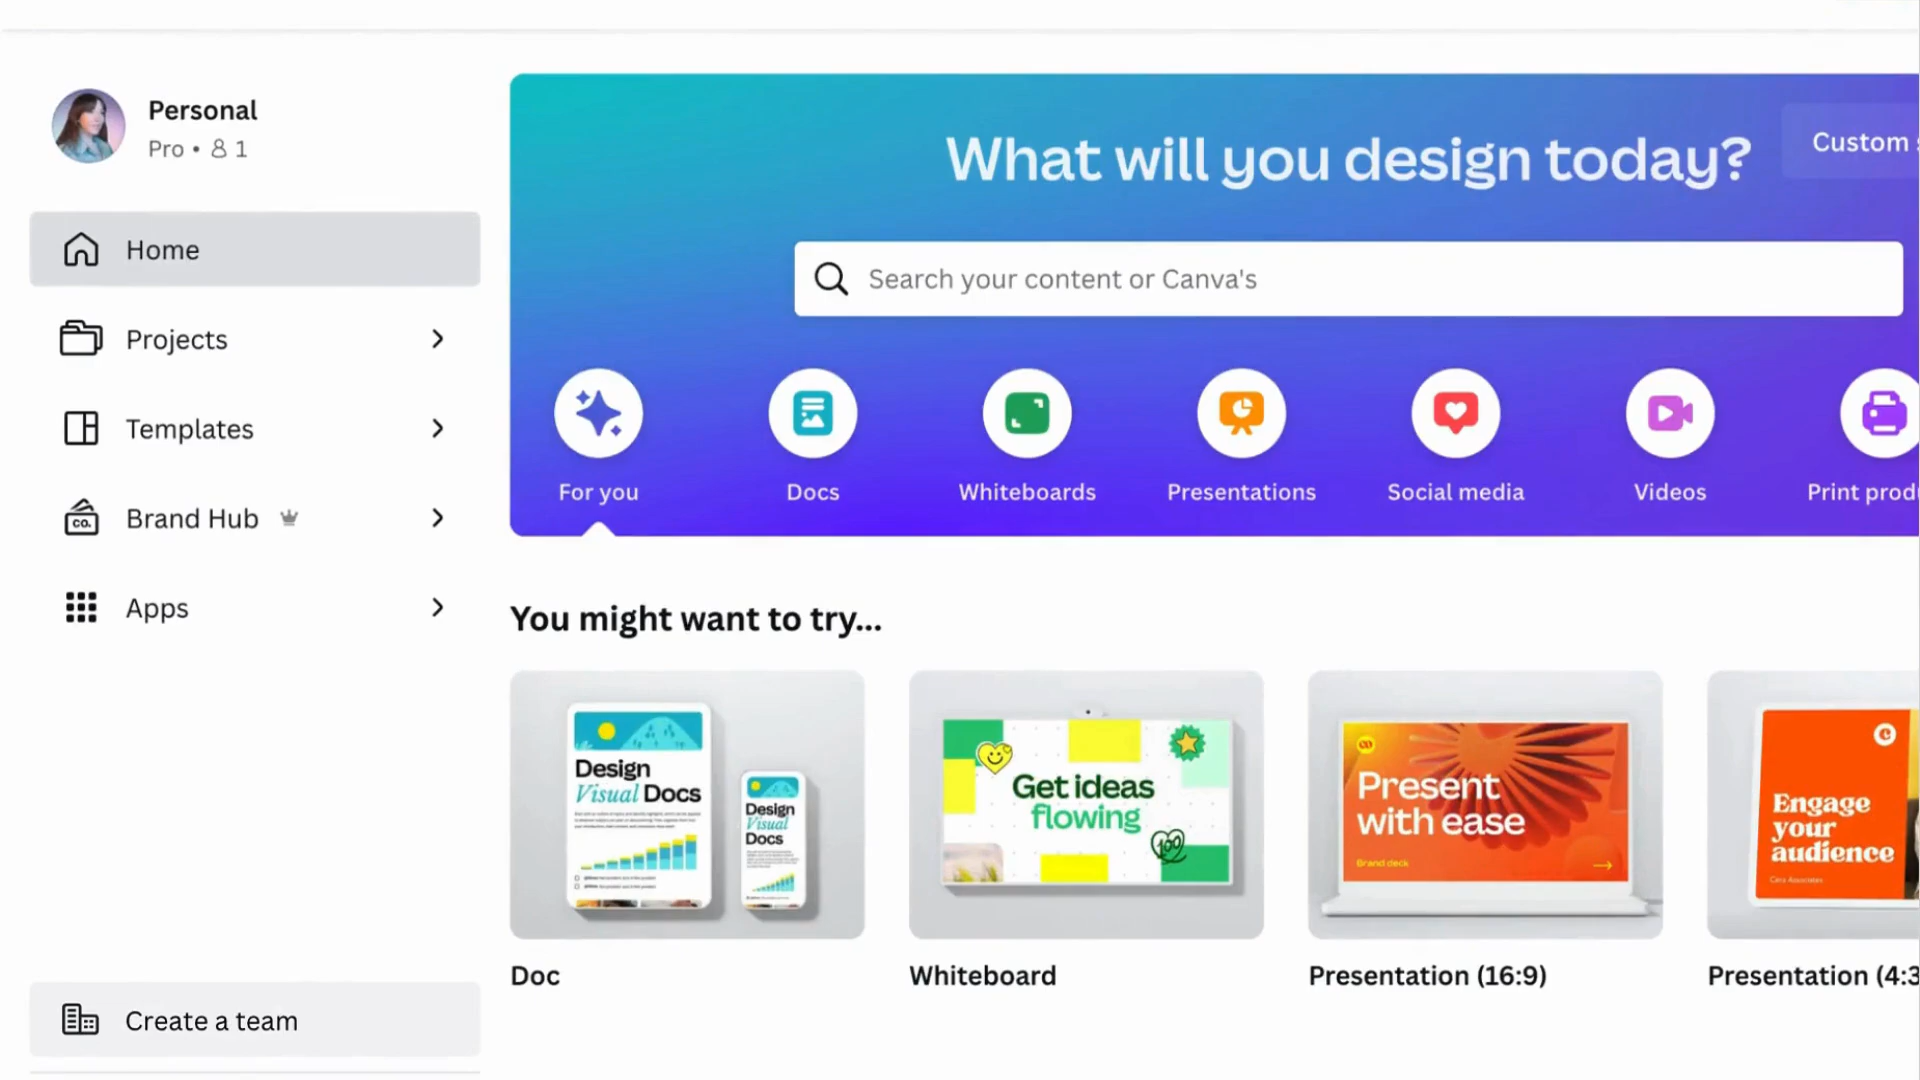 Personal
Pro • 1
Home
Projects
Templates
Brand Hub
Apps
Create a team
What will you design today?
Custom
Search your content or Canva's
For you
Docs
Whiteboards
Presentations
Social media
Videos
Print prod
You might want to try...
Design
Visual Docs
Design
Visual
Docs
Get ideas
flowing
100
Present
with ease
Brand deck
Engage
your
audience
Doc
Whiteboard
Presentation (16:9)
Presentation (4:3
co.